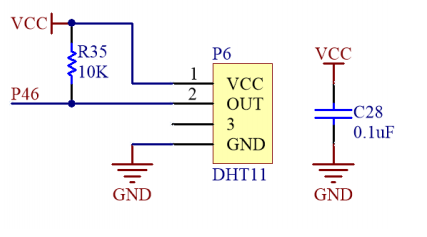 VCC
R35
10K
P46
P6
1
2
VCC
OUT
3
GND
DHT11
GND
VCC
C28
0.1uF
GND